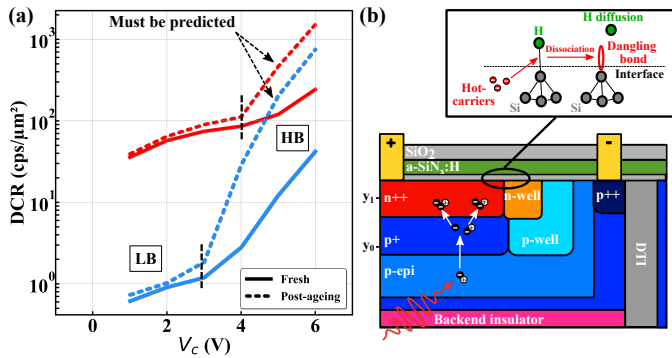 (a)
Must be predicted
10³
10²
10¹
10⁰
DCR (cps/μm²)
HB
LB
Fresh
Post-ageing
0
2
4
6
V_c (V)
(b)
H
H diffusion
Dissociation
Dangling
bond
Interface
Hot-
carriers
Si
Si
+
-
SiO₂
a-SiNₓ:H
y₁
n++
n-well
p++
y₀
p+
p-well
DTI
p-epi
Backend insulator